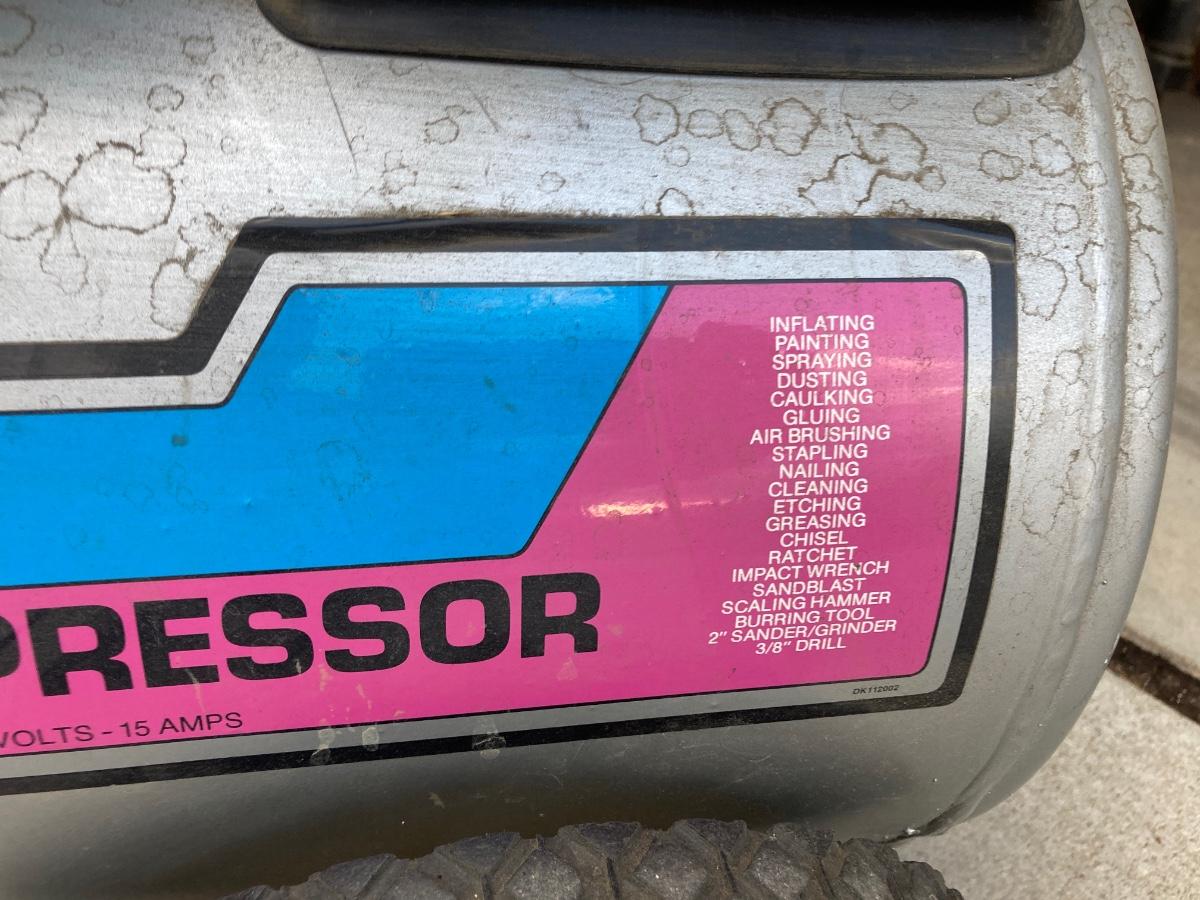 INFLATING
PAINTING
SPRAYING
DUSTING
CAULKING
GLUING
AIR BRUSHING
STAPLING
NAILING
CLEANING
ETCHING
GREASING
CHISEL
RATCHET
IMPACT WRENCH
SANDBLAST
SCALING HAMMER
BURRING TOOL
2" SANDER/GRINDER
3/8" DRILL
DK112002
PRESSOR
VOLTS - 15 AMPS